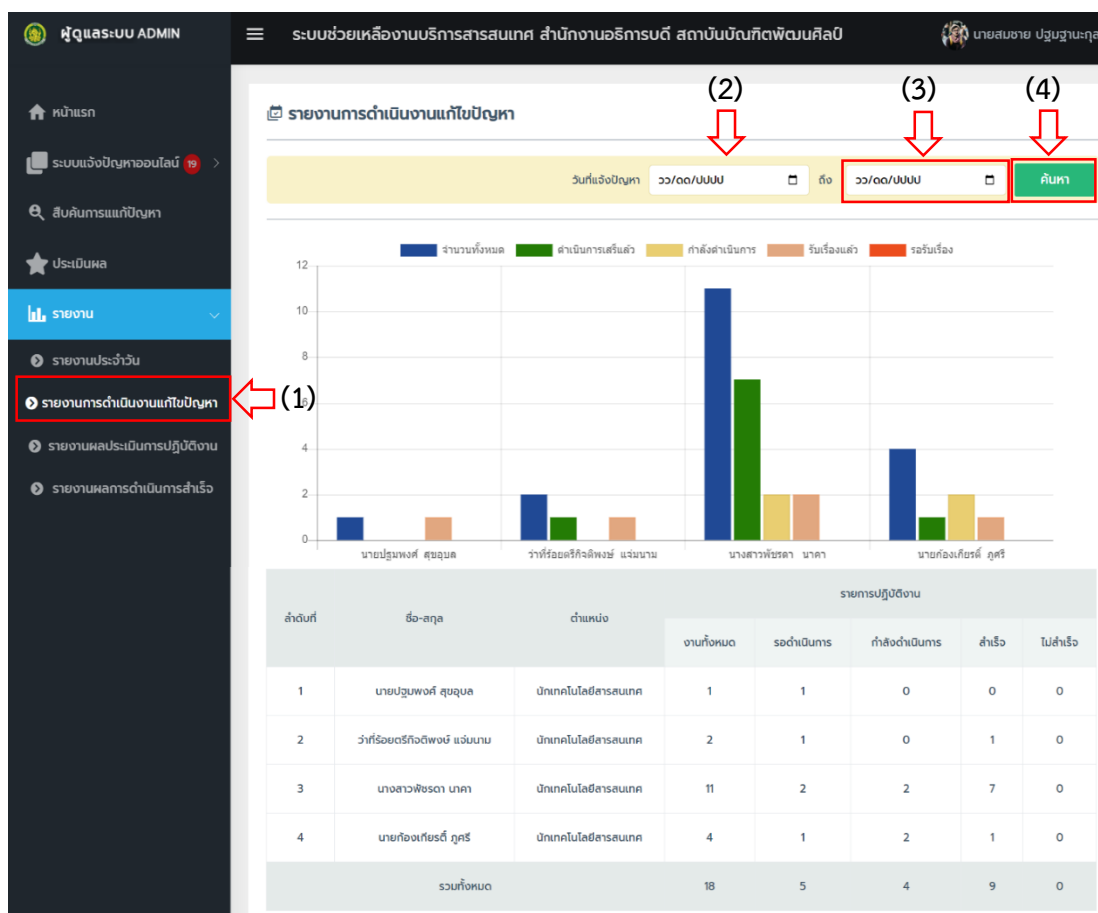 ผู้ดูแลระบบ ADMIN
ระบบช่วยเหลืองานบริการสารสนเทศ สำนักงานอธิการบดี สถาบันบัณฑิตพัฒนศิลป์
นายสมชาย ปฐมฐานะกุล
หน้าแรก
ระบบแจ้งปัญหาออนไลน์ 19
สืบค้นการแแก้ปัญหา
ประเมินผล
รายงาน
รายงานประจำวัน
รายงานการดำเนินงานแก้ไขปัญหา
รายงานผลประเมินการปฏิบัติงาน
รายงานผลการดำเนินการสำเร็จ
(1)
รายงานการดำเนินงานแก้ไขปัญหา
(2) (3) (4)
วันที่แจ้งปัญหา วว/ดด/ปปปป ถึง วว/ดด/ปปปป ค้นหา
จำนวนทั้งหมด ดำเนินการเสร็จแล้ว กำลังดำเนินการ รับเรื่องแล้ว รอรับเรื่อง
12
10
8
6
4
2
0
นายปฐมพงศ์ สุขอุบล ว่าที่ร้อยตรีกิจติพงษ์ แจ่มนาม นางสาวพัชรดา นาคา นายก้องเกียรติ์ ภูศรี
รายการปฏิบัติงาน
ลำดับที่ ชื่อ-สกุล ตำแหน่ง
งานทั้งหมด รอดำเนินการ กำลังดำเนินการ สำเร็จ ไม่สำเร็จ
1 นายปฐมพงศ์ สุขอุบล นักเทคโนโลยีสารสนเทศ 1 1 0 0 0
2 ว่าที่ร้อยตรีกิจติพงษ์ แจ่มนาม นักเทคโนโลยีสารสนเทศ 2 1 0 1 0
3 นางสาวพัชรดา นาคา นักเทคโนโลยีสารสนเทศ 11 2 2 7 0
4 นายก้องเกียรติ์ ภูศรี นักเทคโนโลยีสารสนเทศ 4 1 2 1 0
รวมทั้งหมด 18 5 4 9 0